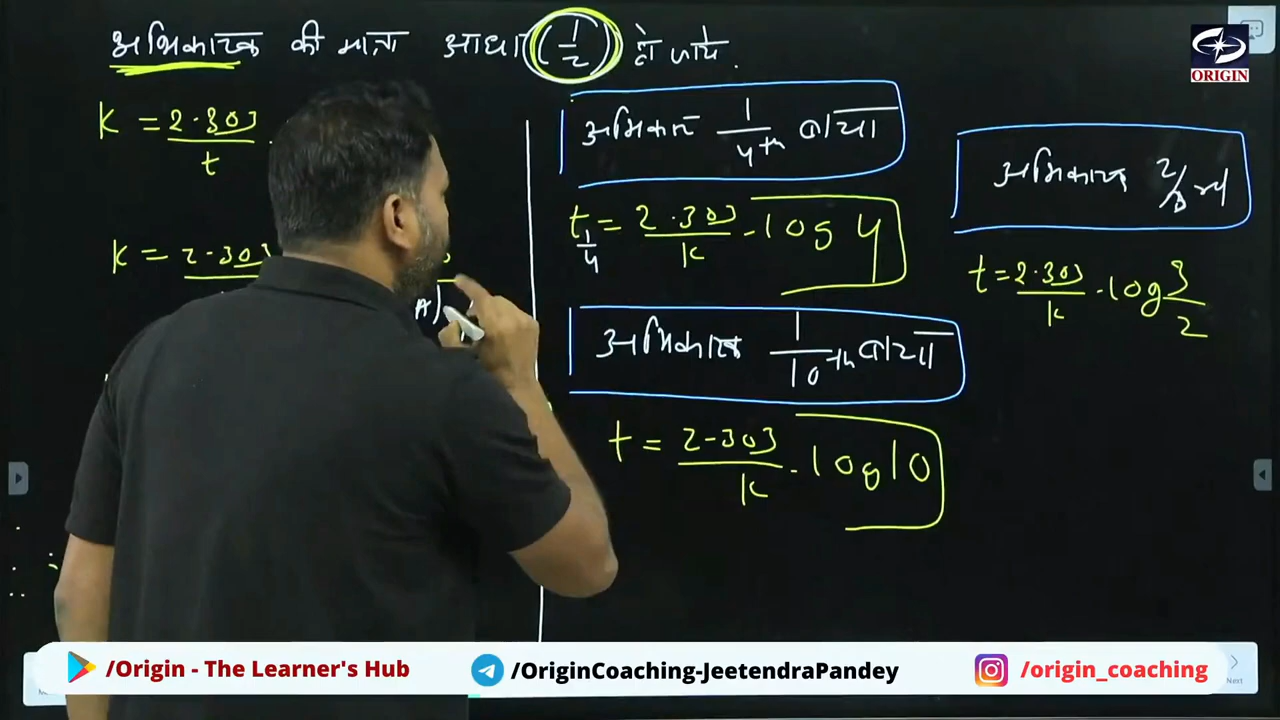 अभिकारक की मात्रा आधा (1/2) हो जाये.
K = 2.303/t .
K = 2.303
A)
अभिकारक 1/4th बचा
t1/4 = 2.303/k - log 4
अभिकारक 1/10th बचा
t = 2-303/k - log 10
अभिकारक 2/3
t = 2.303/k . log 3/2
ORIGIN
/Origin - The Learner's Hub
/OriginCoaching-JeetendraPandey
/origin_coaching
Next